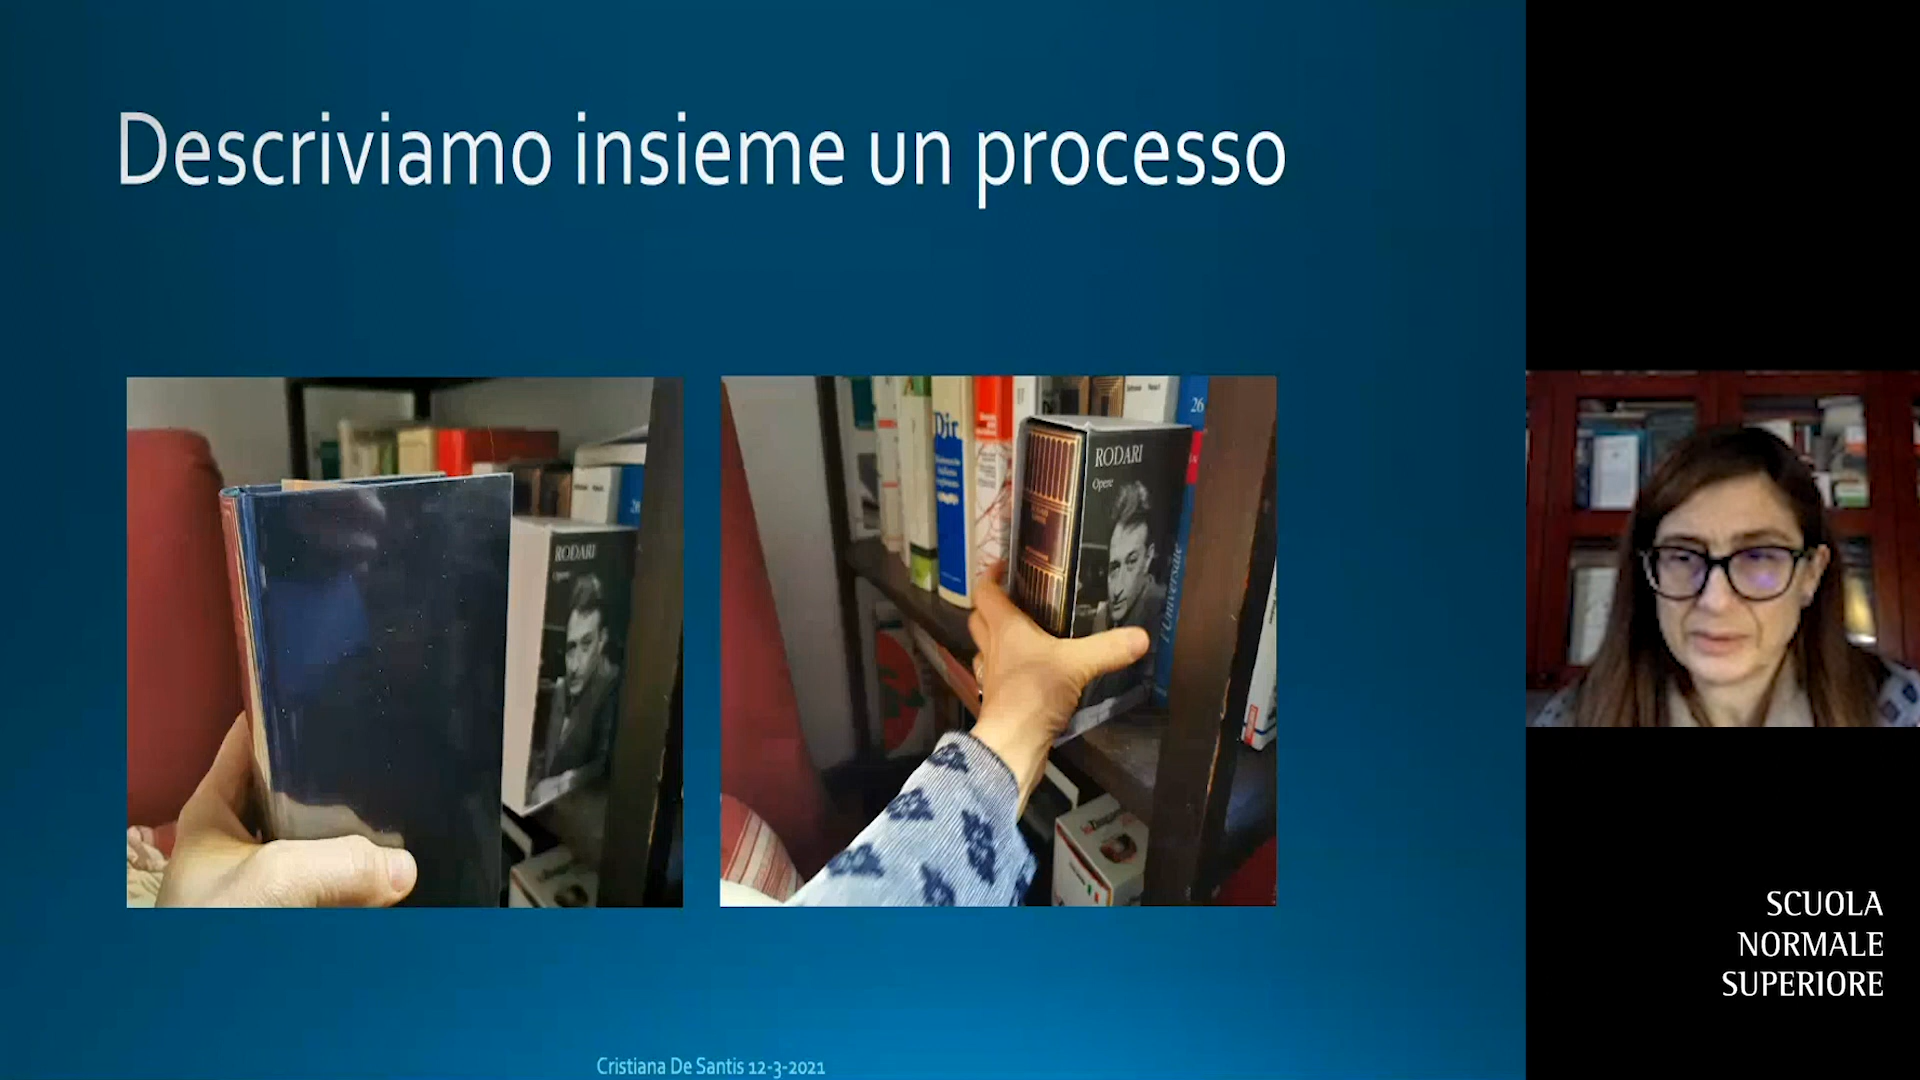 Descriviamo insieme un processo
RODARI
Opere
26
Dir
26
RODARI
Opere
l'Universale
SCUOLA
NORMALE
SUPERIORE
Cristiana De Santis 12-3-2021